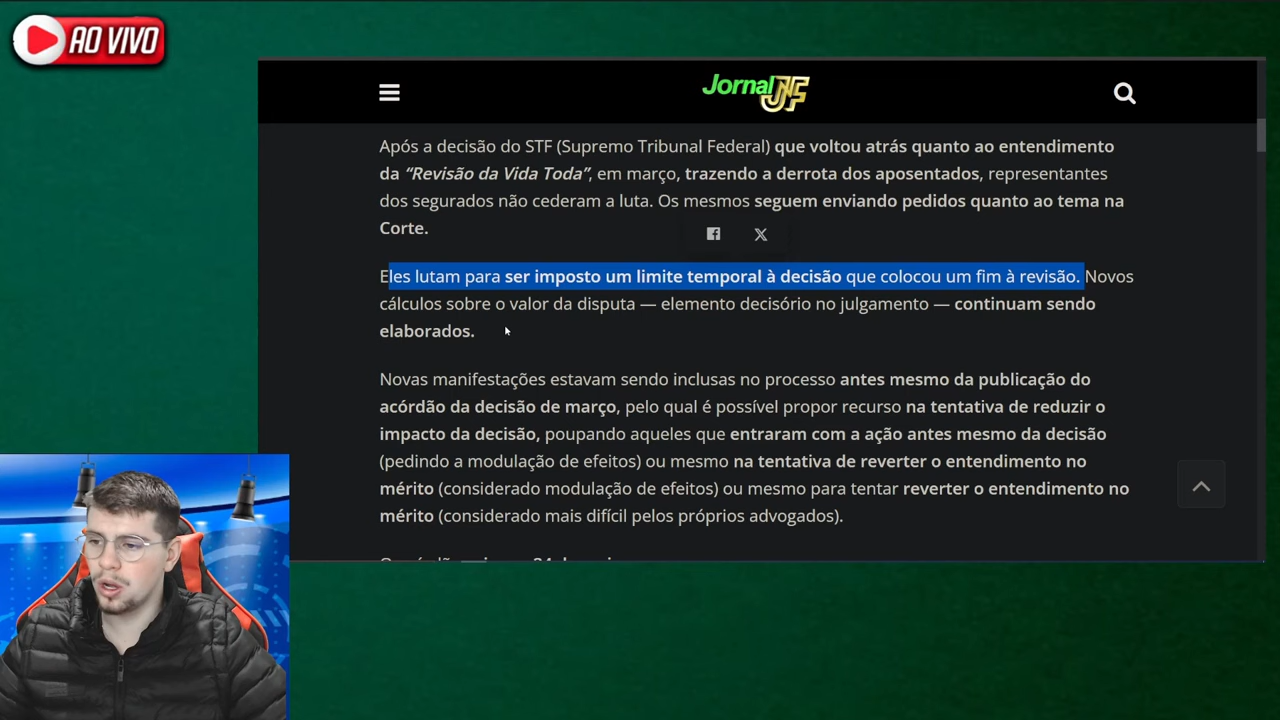 AO VIVO
Jornal JF
Após a decisão do STF (Supremo Tribunal Federal) que voltou atrás quanto ao entendimento
da “Revisão da Vida Toda”, em março, trazendo a derrota dos aposentados, representantes
dos segurados não cederam a luta. Os mesmos seguem enviando pedidos quanto ao tema na
Corte.
Eles lutam para ser imposto um limite temporal à decisão que colocou um fim à revisão. Novos
cálculos sobre o valor da disputa — elemento decisório no julgamento — continuam sendo
elaborados.
Novas manifestações estavam sendo inclusas no processo antes mesmo da publicação do
acórdão da decisão de março, pelo qual é possível propor recurso na tentativa de reduzir o
impacto da decisão, poupando aqueles que entraram com a ação antes mesmo da decisão
(pedindo a modulação de efeitos) ou mesmo na tentativa de reverter o entendimento no
mérito (considerado modulação de efeitos) ou mesmo para tentar reverter o entendimento no
mérito (considerado mais difícil pelos próprios advogados).